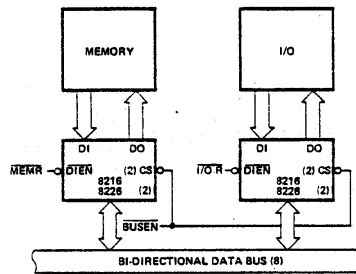 MEMORY
I/O
DI DO
DI DO
MEMR DIEN (2) CS
I/O R DIEN (2) CS
8216
8226 (2)
8216
8226 (2)
BUSEN
BI-DIRECTIONAL DATA BUS (8)